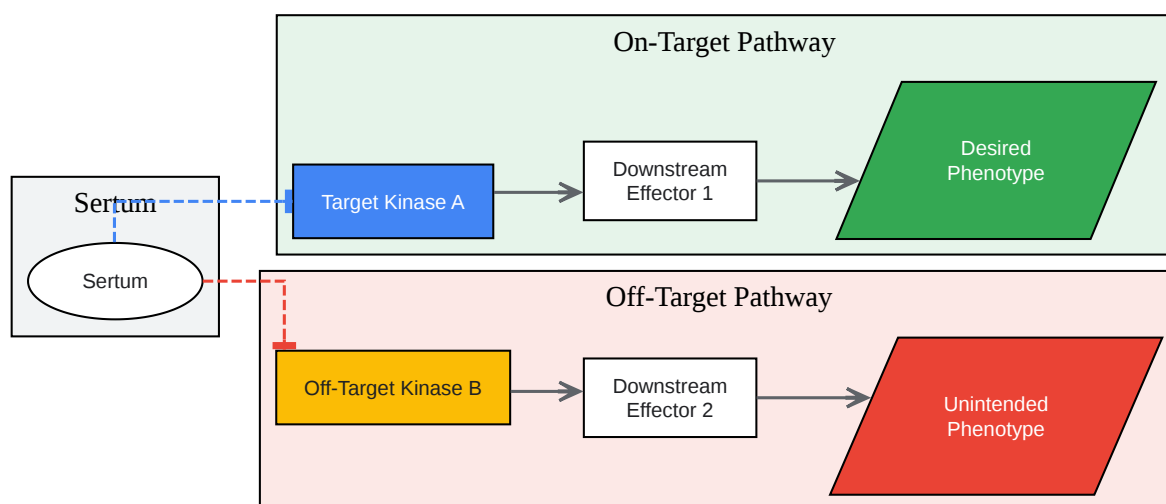 On-Target Pathway
Desired
Phenotype
Downstream
Effector 1
Target Kinase A
Sertum
Sertum
Off-Target Pathway
Off-Target Kinase B
Downstream
Effector 2
Unintended
Phenotype